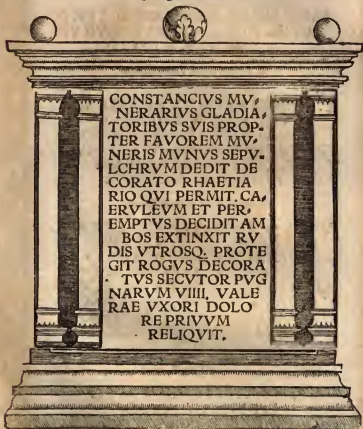 CONSTANCIVS MV,
NERARIVS GLADIA,
TORIBVS SVIS PROP-
TER FAVOREM MV,
NERIS MVNVS SEPV-
LCHRVM DEDIT DE
CORATO RHAETIA
RIO QVI PERMIT. CA,
ERVLEVM ET PER,
EMPTVS DECIDIT AM
BOS EXTINXIT RV
DIS VTROSQ. PROTE
GIT ROGVS DECORA
TVS SECVTOR PVG
NARVM VIIII. VALE
RAE VXORI DOLO
RE PRIVVM
RELIQVIT.